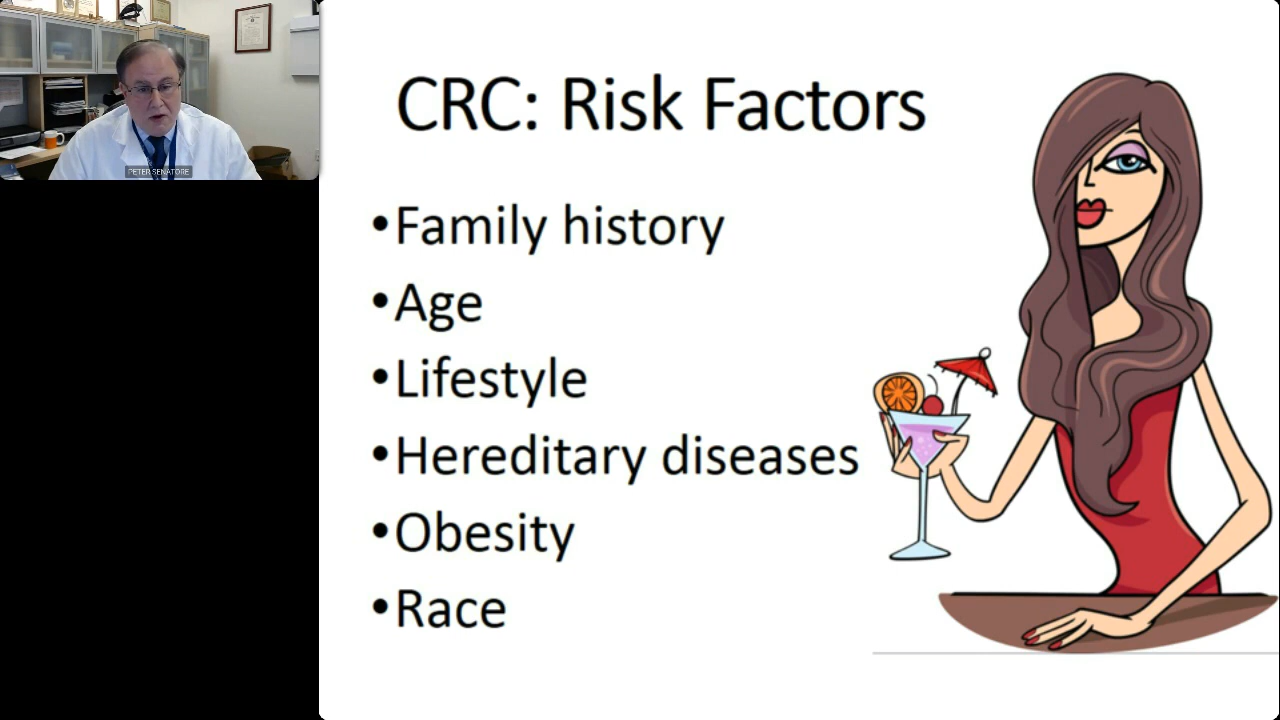 PETER SENATORE
CRC: Risk Factors
•Family history
•Age
•Lifestyle
•Hereditary diseases
•Obesity
•Race